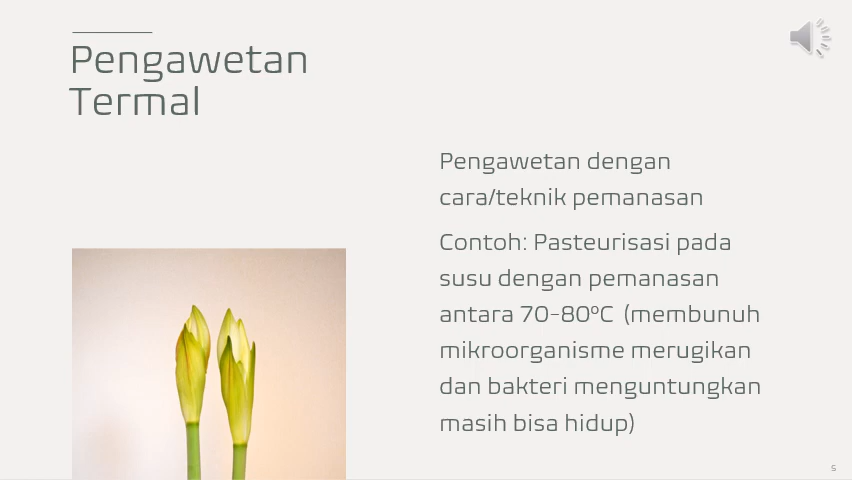 Pengawetan
Termal
Pengawetan dengan
cara/teknik pemanasan
Contoh: Pasteurisasi pada
susu dengan pemanasan
antara 70-80ºC (membunuh
mikroorganisme merugikan
dan bakteri menguntungkan
masih bisa hidup)
5